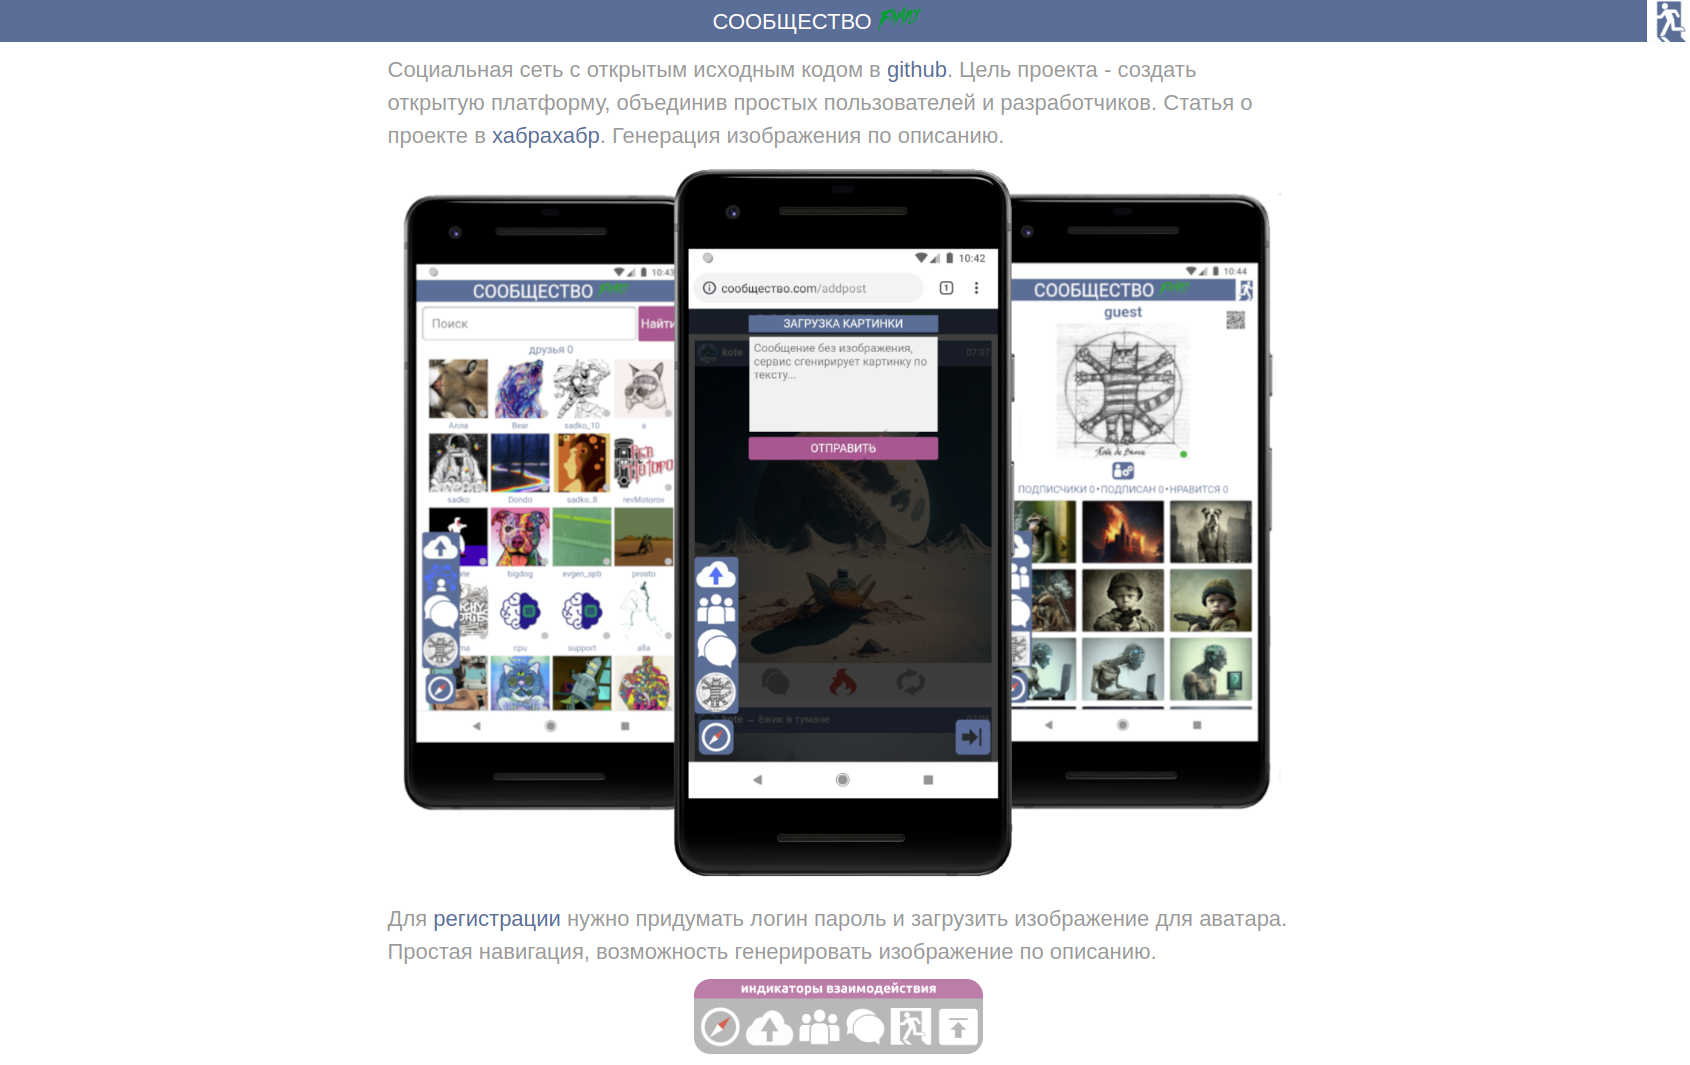 СООБЩЕСТВО
Социальная сеть с открытым исходным кодом в github. Цель проекта - создать
открытую платформу, объединив простых пользователей и разработчиков. Статья о
проекте в хабрахабр. Генерация изображения по описанию.
10:43
СООБЩЕСТВО
Поиск
Найти
друзья 0
Алла Bear sadko_10 a
sadko Dondo sadko_8 revMotorov
bigdog evgen_spb prosto
cpu support alla
10:42
сообщество.com/addpost
1
ЗАГРУЗКА КАРТИНКИ
kote
07:07
Сообщение без изображения,
сервис сгенирирует картинку по
тексту...
ОТПРАВИТЬ
kote → ёжик в тумане
10:44
СООБЩЕСТВО
guest
ПОДПИСЧИКИ 0•ПОДПИСАН 0•НРАВИТСЯ 0
Для регистрации нужно придумать логин пароль и загрузить изображение для аватара.
Простая навигация, возможность генерировать изображение по описанию.
индикаторы взаимодействия